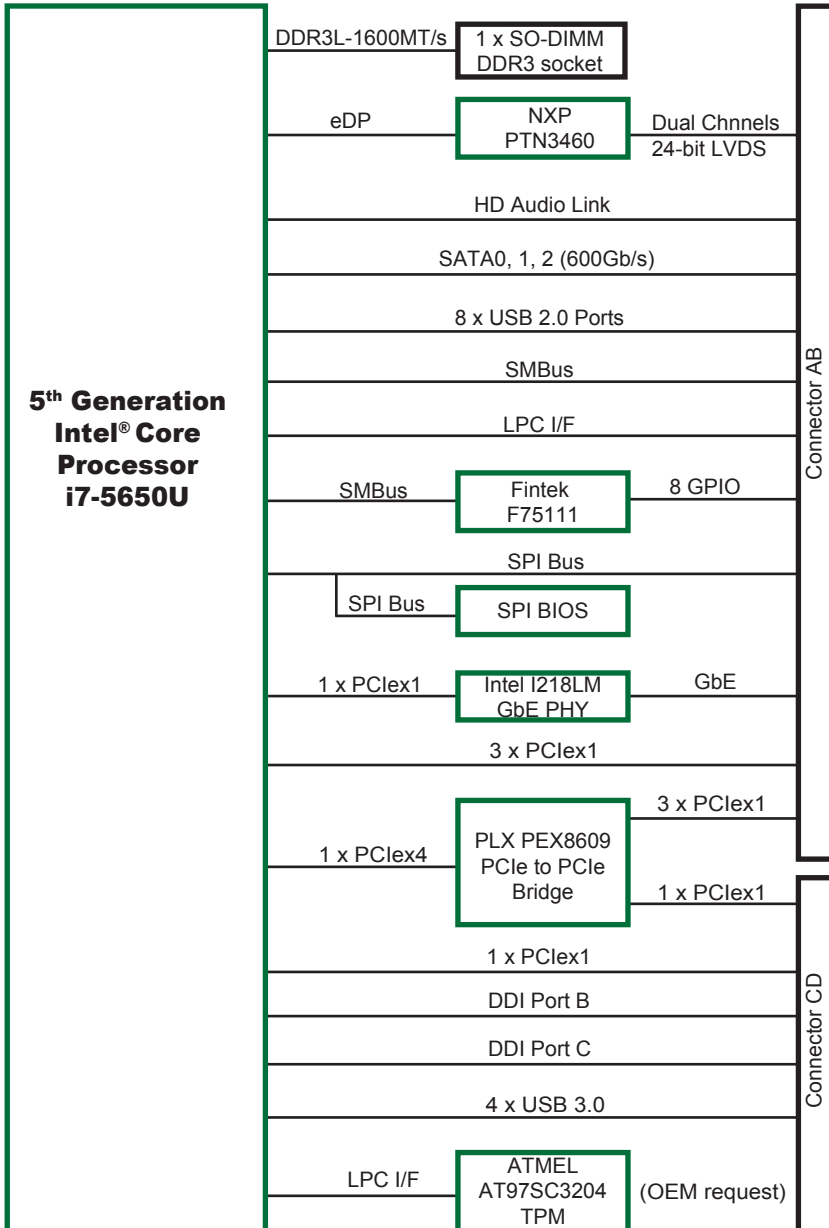 DDR3L-1600MT/s
1 x SO-DIMM
DDR3 socket
eDP
NXP
PTN3460
Dual Chnnels
24-bit LVDS
HD Audio Link
SATA0, 1, 2 (600Gb/s)
8 x USB 2.0 Ports
SMBus
LPC I/F
5th Generation
Intel® Core
Processor
i7-5650U
SMBus
Fintek
F75111
8 GPIO
Connector AB
SPI Bus
SPI Bus
SPI BIOS
1 x PCIex1
Intel I218LM
GbE PHY
GbE
3 x PCIex1
1 x PCIex4
PLX PEX8609
PCIe to PCIe
Bridge
3 x PCIex1
1 x PCIex1
1 x PCIex1
DDI Port B
DDI Port C
4 x USB 3.0
Connector CD
LPC I/F
ATMEL
AT97SC3204
TPM
(OEM request)